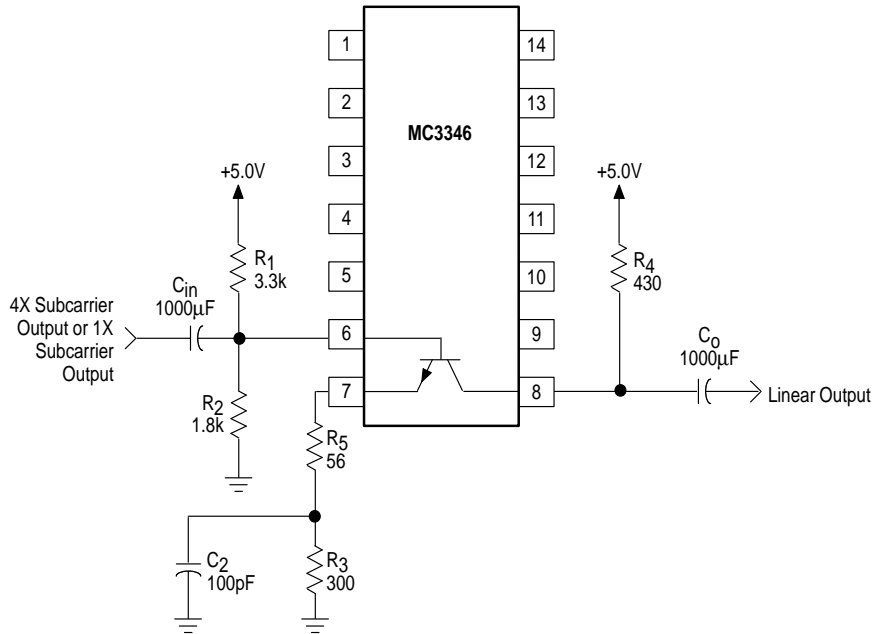 1
14
2
13
MC3346
3
12
+5.0V
+5.0V
4
11
R1
3.3k
R4
430
5
10
Cin
1000µF
4X Subcarrier
Output or 1X
Subcarrier
Output
6
9
Co
1000µF
7
8
Linear Output
R2
1.8k
R5
56
C2
100pF
R3
300